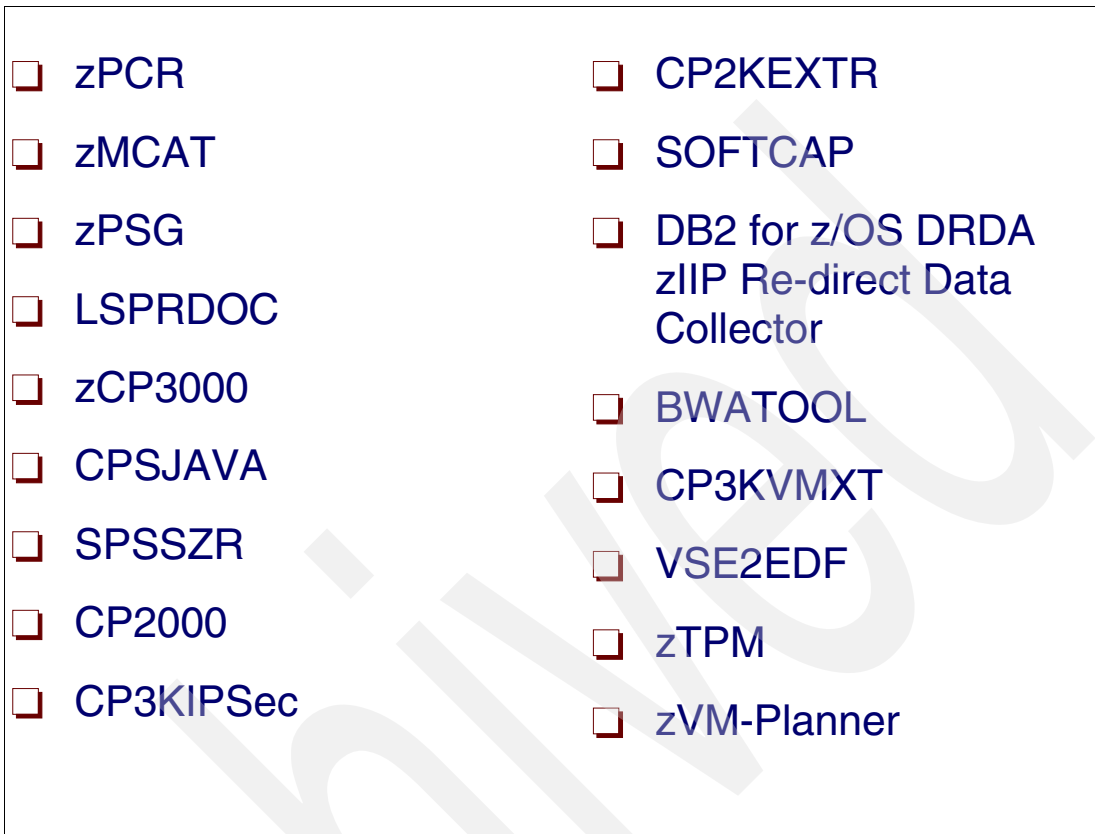 zPCR
zMCAT
zPSG
LSPRDOC
zCP3000
CPSJAVA
SPSSZR
CP2000
CP3KIPSec
CP2KEXTR
SOFTCAP
DB2 for z/OS DRDA
zIIP Re-direct Data
Collector
BWATOOL
CP3KVMXT
VSE2EDF
zTPM
zVM-Planner
hived